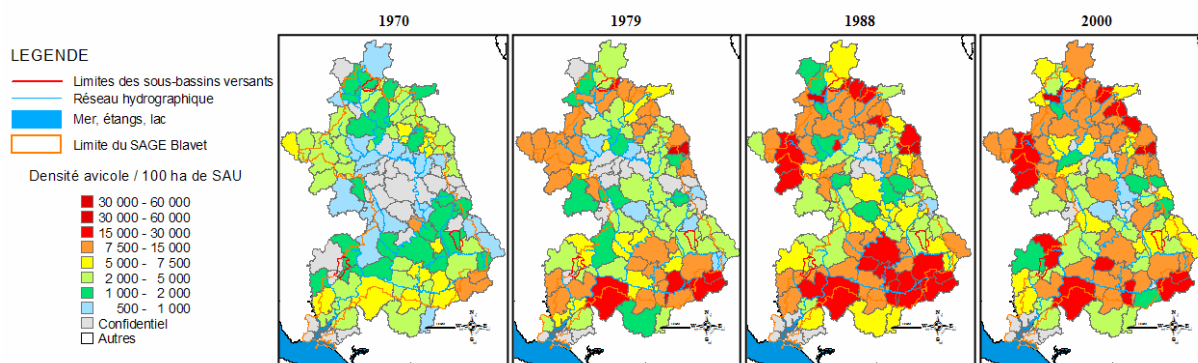 1970
1979
1988
2000
LEGENDE
Limites des sous-bassins versants
Réseau hydrographique
Mer, étangs, lac
Limite du SAGE Blavet
Densité avicole / 100 ha de SAU
30 000 - 60 000
30 000 - 60 000
15 000 - 30 000
7 500 - 15 000
5 000 - 7 500
2 000 - 5 000
1 000 - 2 000
500 - 1 000
Confidentiel
Autres